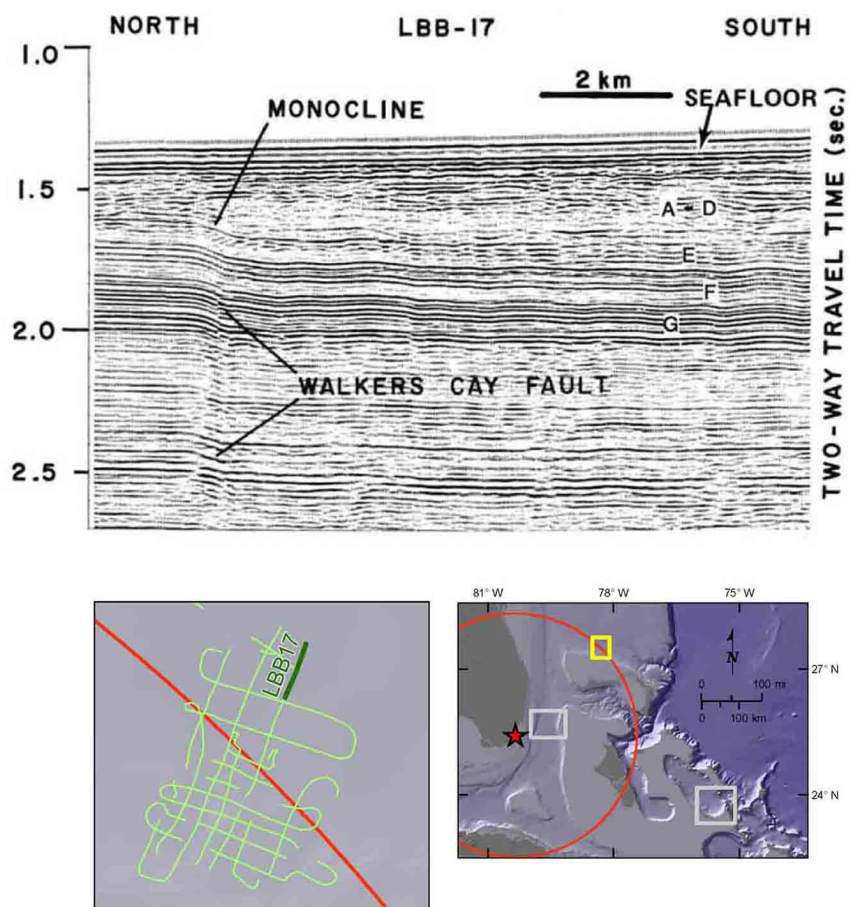 NORTH LBB-17 SOUTH
1.0
2 km
MONOCLINE
SEAFLOOR
1.5
A - D
E
F
G
2.0
WALKERS CAY FAULT
2.5
TWO-WAY TRAVEL TIME (sec.)
LBB17
81° W 78° W 75° W
N
27° N
0 100 mi
0 100 km
24° N